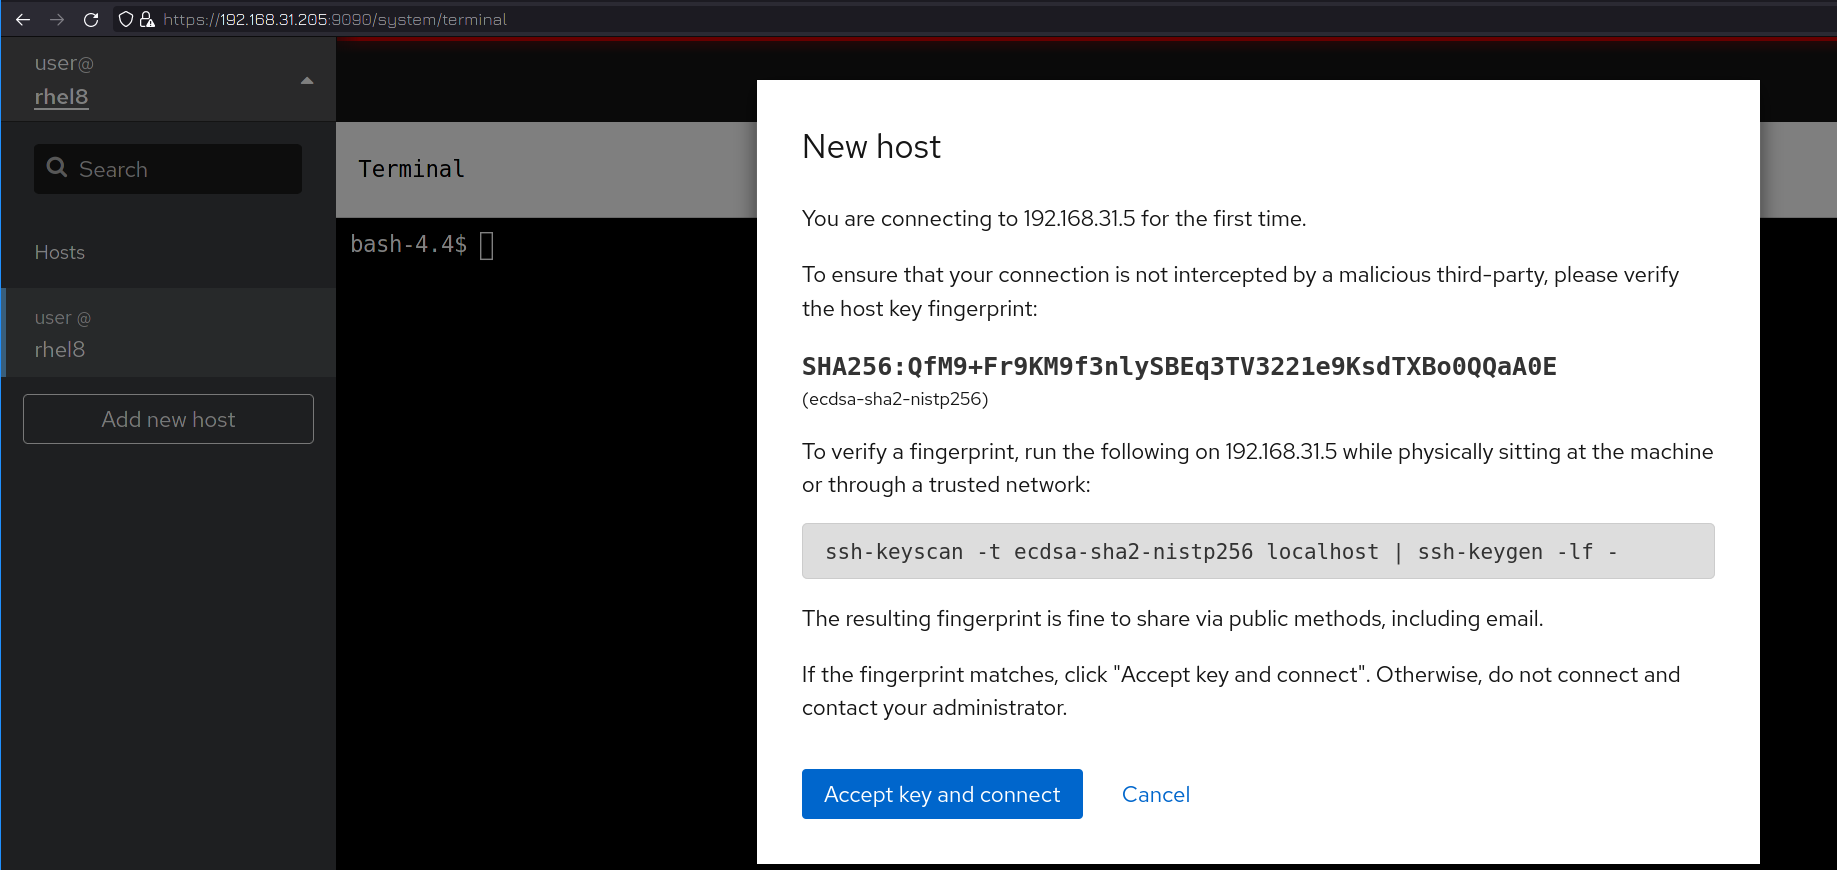 https://192.168.31.205:9090/system/terminal
user@
rhel8
Search
Hosts
user @
rhel8
Add new host
Terminal
bash-4.4$
New host
You are connecting to 192.168.31.5 for the first time.
To ensure that your connection is not intercepted by a malicious third-party, please verify
the host key fingerprint:
SHA256:QfM9+Fr9KM9f3nlySBEq3TV3221e9KsdTXBo0QQaA0E
(ecdsa-sha2-nistp256)
To verify a fingerprint, run the following on 192.168.31.5 while physically sitting at the machine
or through a trusted network:
ssh-keyscan -t ecdsa-sha2-nistp256 localhost | ssh-keygen -lf -
The resulting fingerprint is fine to share via public methods, including email.
If the fingerprint matches, click "Accept key and connect". Otherwise, do not connect and
contact your administrator.
Accept key and connect
Cancel